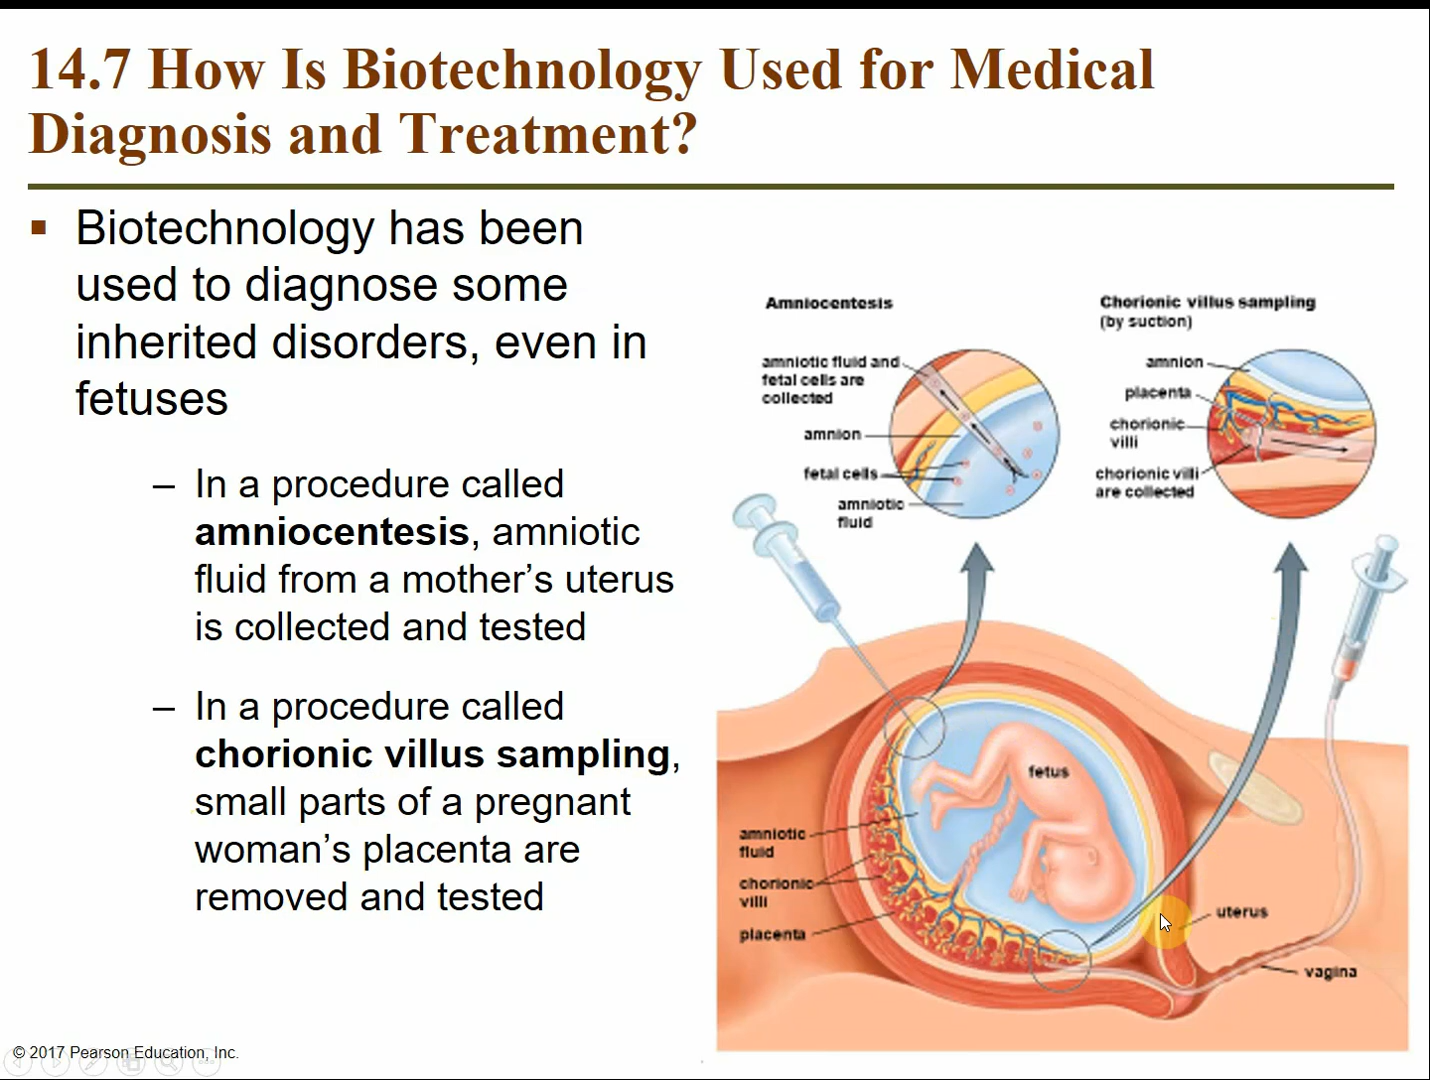 14.7 How Is Biotechnology Used for Medical
Diagnosis and Treatment?
Biotechnology has been
used to diagnose some
inherited disorders, even in
fetuses
– In a procedure called
amniocentesis, amniotic
fluid from a mother’s uterus
is collected and tested
– In a procedure called
chorionic villus sampling,
small parts of a pregnant
woman’s placenta are
removed and tested
Amniocentesis
amniotic fluid and
fetal cells are
collected
amnion
fetal cells
amniotic
fluid
Chorionic villus sampling
(by suction)
amnion
placenta
chorionic
villi
chorionic villi
are collected
fetus
amniotic
fluid
chorionic
villi
placenta
uterus
vagina
© 2017 Pearson Education, Inc.